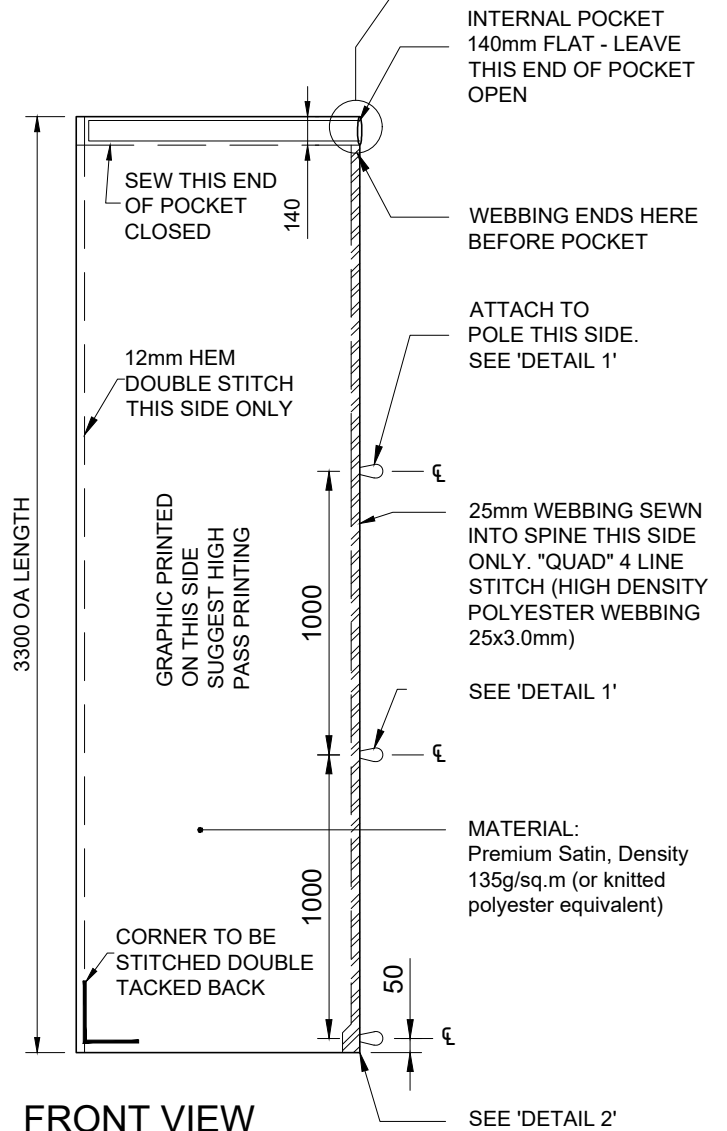 INTERNAL POCKET
140mm FLAT - LEAVE
THIS END OF POCKET
OPEN
SEW THIS END
OF POCKET
CLOSED
140
WEBBING ENDS HERE
BEFORE POCKET
ATTACH TO
POLE THIS SIDE.
SEE 'DETAIL 1'
12mm HEM
DOUBLE STITCH
THIS SIDE ONLY
℄
3300 OA LENGTH
GRAPHIC PRINTED
ON THIS SIDE
SUGGEST HIGH
PASS PRINTING
1000
25mm WEBBING SEWN
INTO SPINE THIS SIDE
ONLY. "QUAD" 4 LINE
STITCH (HIGH DENSITY
POLYESTER WEBBING
25x3.0mm)
SEE 'DETAIL 1'
℄
MATERIAL:
Premium Satin, Density
135g/sq.m (or knitted
polyester equivalent)
1000
CORNER TO BE
STITCHED DOUBLE
TACKED BACK
50
℄
FRONT VIEW
SEE 'DETAIL 2'